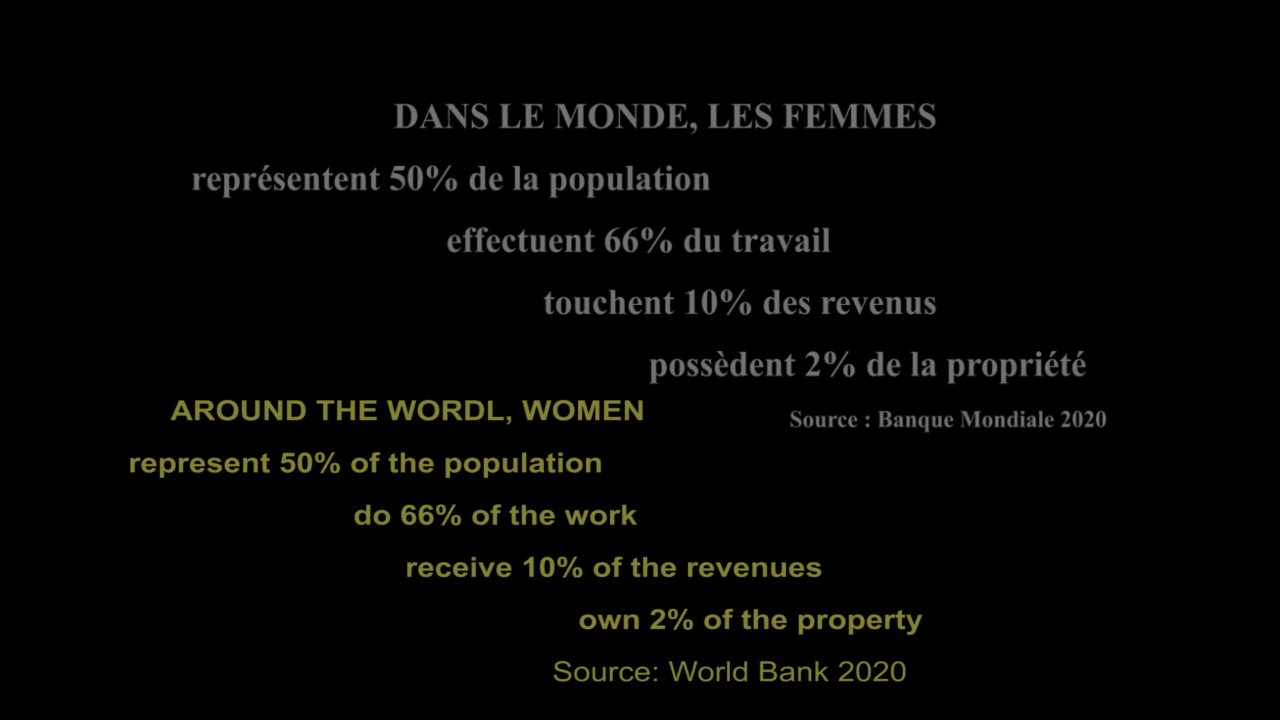 DANS LE MONDE, LES FEMMES
représentent 50% de la population
effectuent 66% du travail
touchent 10% des revenus
possèdent 2% de la propriété
Source : Banque Mondiale 2020
AROUND THE WORDL, WOMEN
represent 50% of the population
do 66% of the work
receive 10% of the revenues
own 2% of the property
Source: World Bank 2020